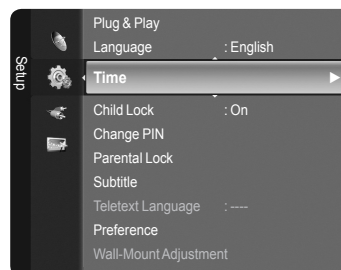 Setup
Plug & Play
Language : English
Time
Child Lock : On
Change PIN
Parental Lock
Subtitle
Teletext Language : ----
Preference
Wall-Mount Adjustment